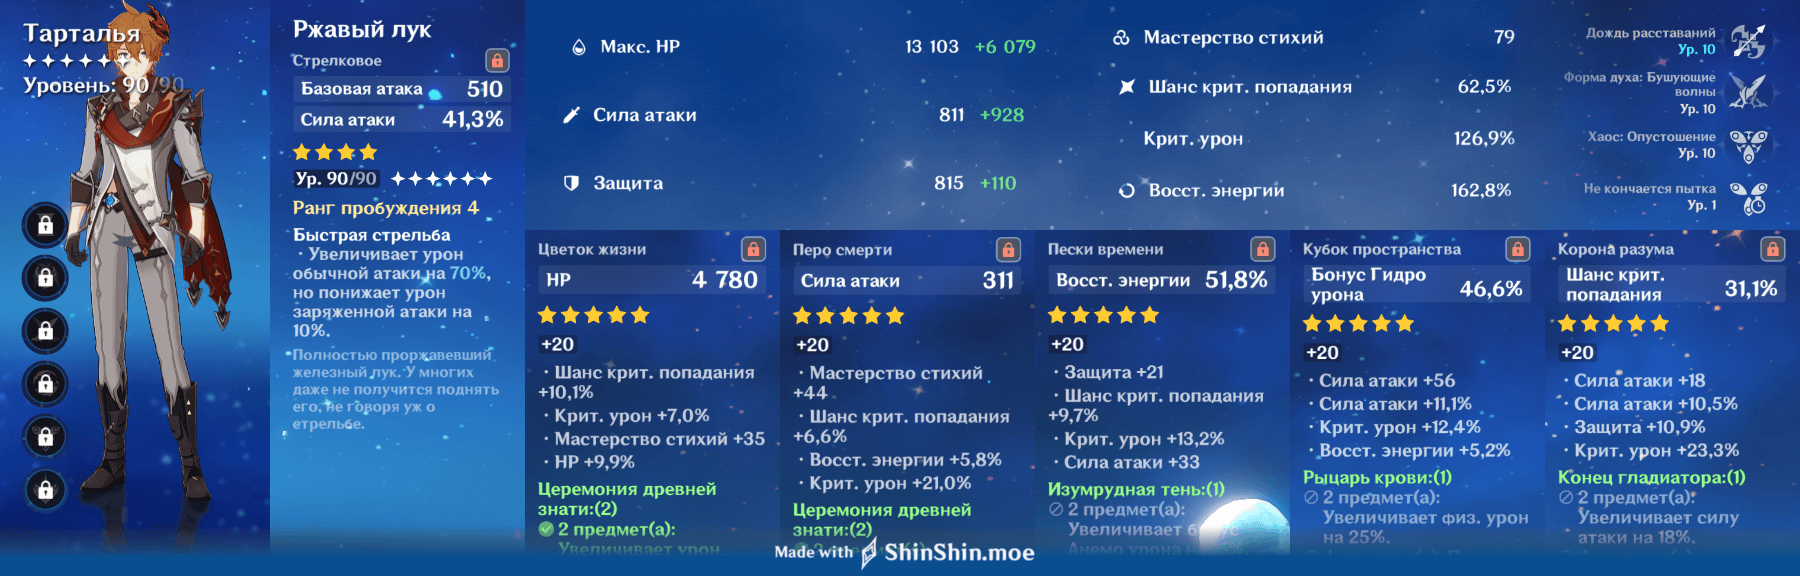 Тарталья
Уровень: 90/90
Ржавый лук
Стрелковое
Базовая атака 510
Сила атаки 41,3%
Ур. 90/90
Ранг пробуждения 4
Быстрая стрельба
· Увеличивает урон
обычной атаки на 70%,
но понижает урон
заряженной атаки на
10%.
Полностью проржавевший
железный лук. У многих
даже не получится поднять
его, не говоря уж о
стрельбе.
Макс. HP 13 103 +6 079
Сила атаки 811 +928
Защита 815 +110
Мастерство стихий 79
Шанс крит. попадания 62,5%
Крит. урон 126,9%
Восст. энергии 162,8%
Дождь расставаний
Ур. 10
Форма духа: Бушующие
волны
Ур. 10
Хаос: Опустошение
Ур. 10
Не кончается пытка
Ур. 1
Цветок жизни
HP 4 780
+20
· Шанс крит. попадания
+10,1%
· Крит. урон +7,0%
· Мастерство стихий +35
· HP +9,9%
Церемония древней
знати:(2)
2 предмет(а):
Увеличивает урон
Перо смерти
Сила атаки 311
+20
· Мастерство стихий
+44
· Шанс крит. попадания
+6,6%
· Восст. энергии +5,8%
· Крит. урон +21,0%
Церемония древней
знати:(2)
Пески времени
Восст. энергии 51,8%
+20
· Защита +21
· Шанс крит. попадания
+9,7%
· Крит. урон +13,2%
· Сила атаки +33
Изумрудная тень:(1)
2 предмет(а):
Увеличивает
Анемо урона на
Кубок пространства
Бонус Гидро
урона 46,6%
+20
· Сила атаки +56
· Сила атаки +11,1%
· Крит. урон +12,4%
· Восст. энергии +5,2%
Рыцарь крови:(1)
2 предмет(а):
Увеличивает физ. урон
на 25%.
Корона разума
Шанс крит.
попадания 31,1%
+20
· Сила атаки +18
· Сила атаки +10,5%
· Защита +10,9%
· Крит. урон +23,3%
Конец гладиатора:(1)
2 предмет(а):
Увеличивает силу
атаки на 18%.
Made with ShinShin.moe